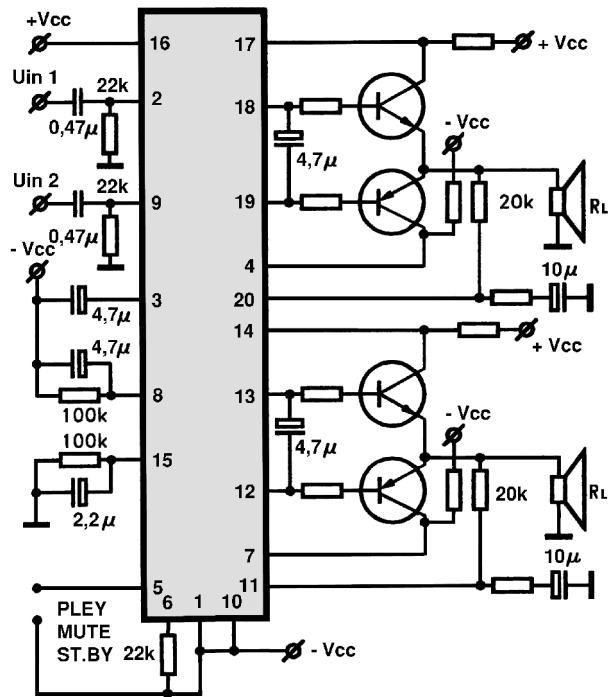 +Vcc
16
17
+ Vcc
Uin 1
22k
2
18
0,47µ
4,7µ
- Vcc
Uin 2
22k
9
19
20k
RL
0,47µ
- Vcc
4
10µ
3
20
4,7µ
14
+ Vcc
4,7µ
8
13
100k
- Vcc
100k
4,7µ
15
12
20k
RL
2,2µ
7
10µ
5
11
6
1
10
PLEY
MUTE
ST.BY
22k
- Vcc